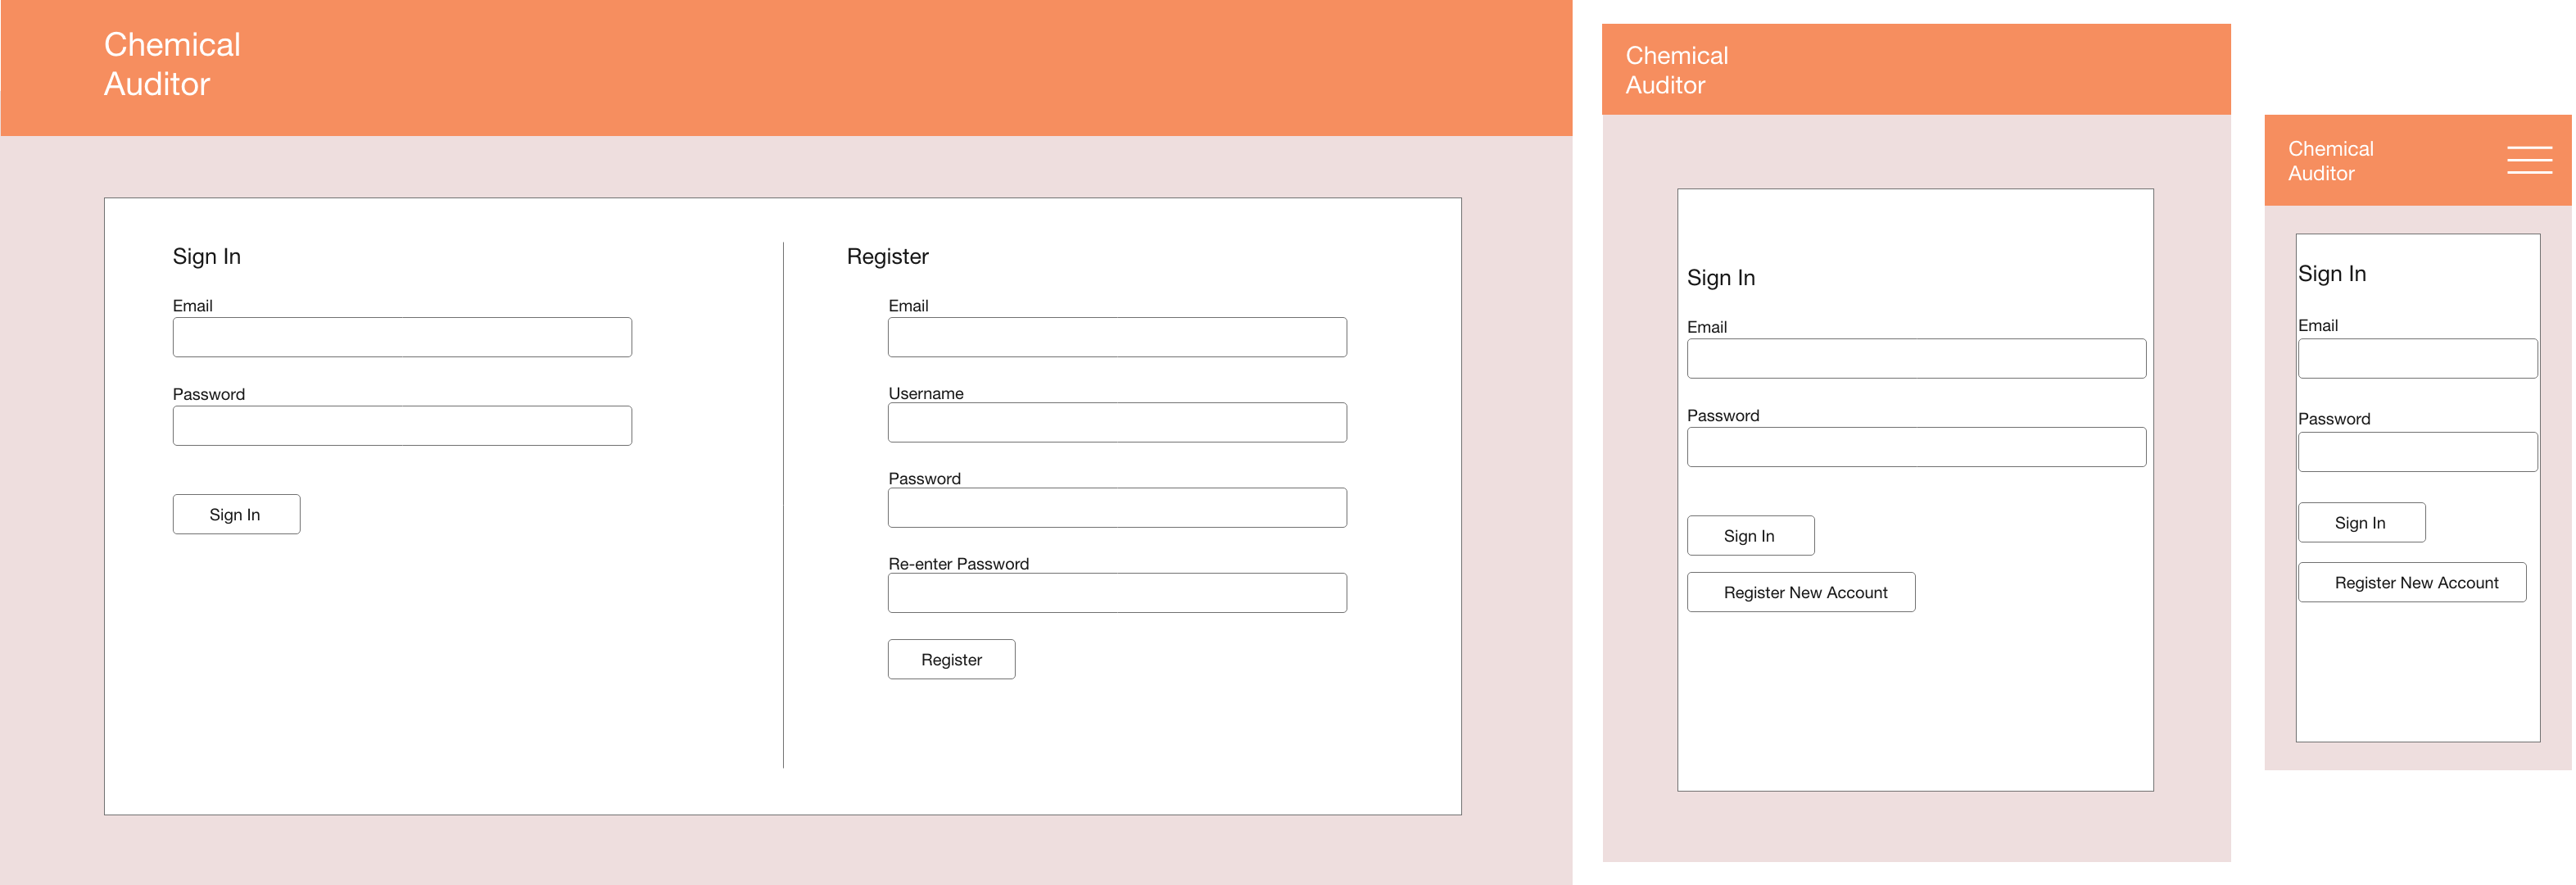 Chemical
Auditor
Sign In
Email
Password
Sign In
Register
Email
Username
Password
Re-enter Password
Register
Chemical
Auditor
Sign In
Email
Password
Sign In
Register New Account
Chemical
Auditor
Sign In
Email
Password
Sign In
Register New Account